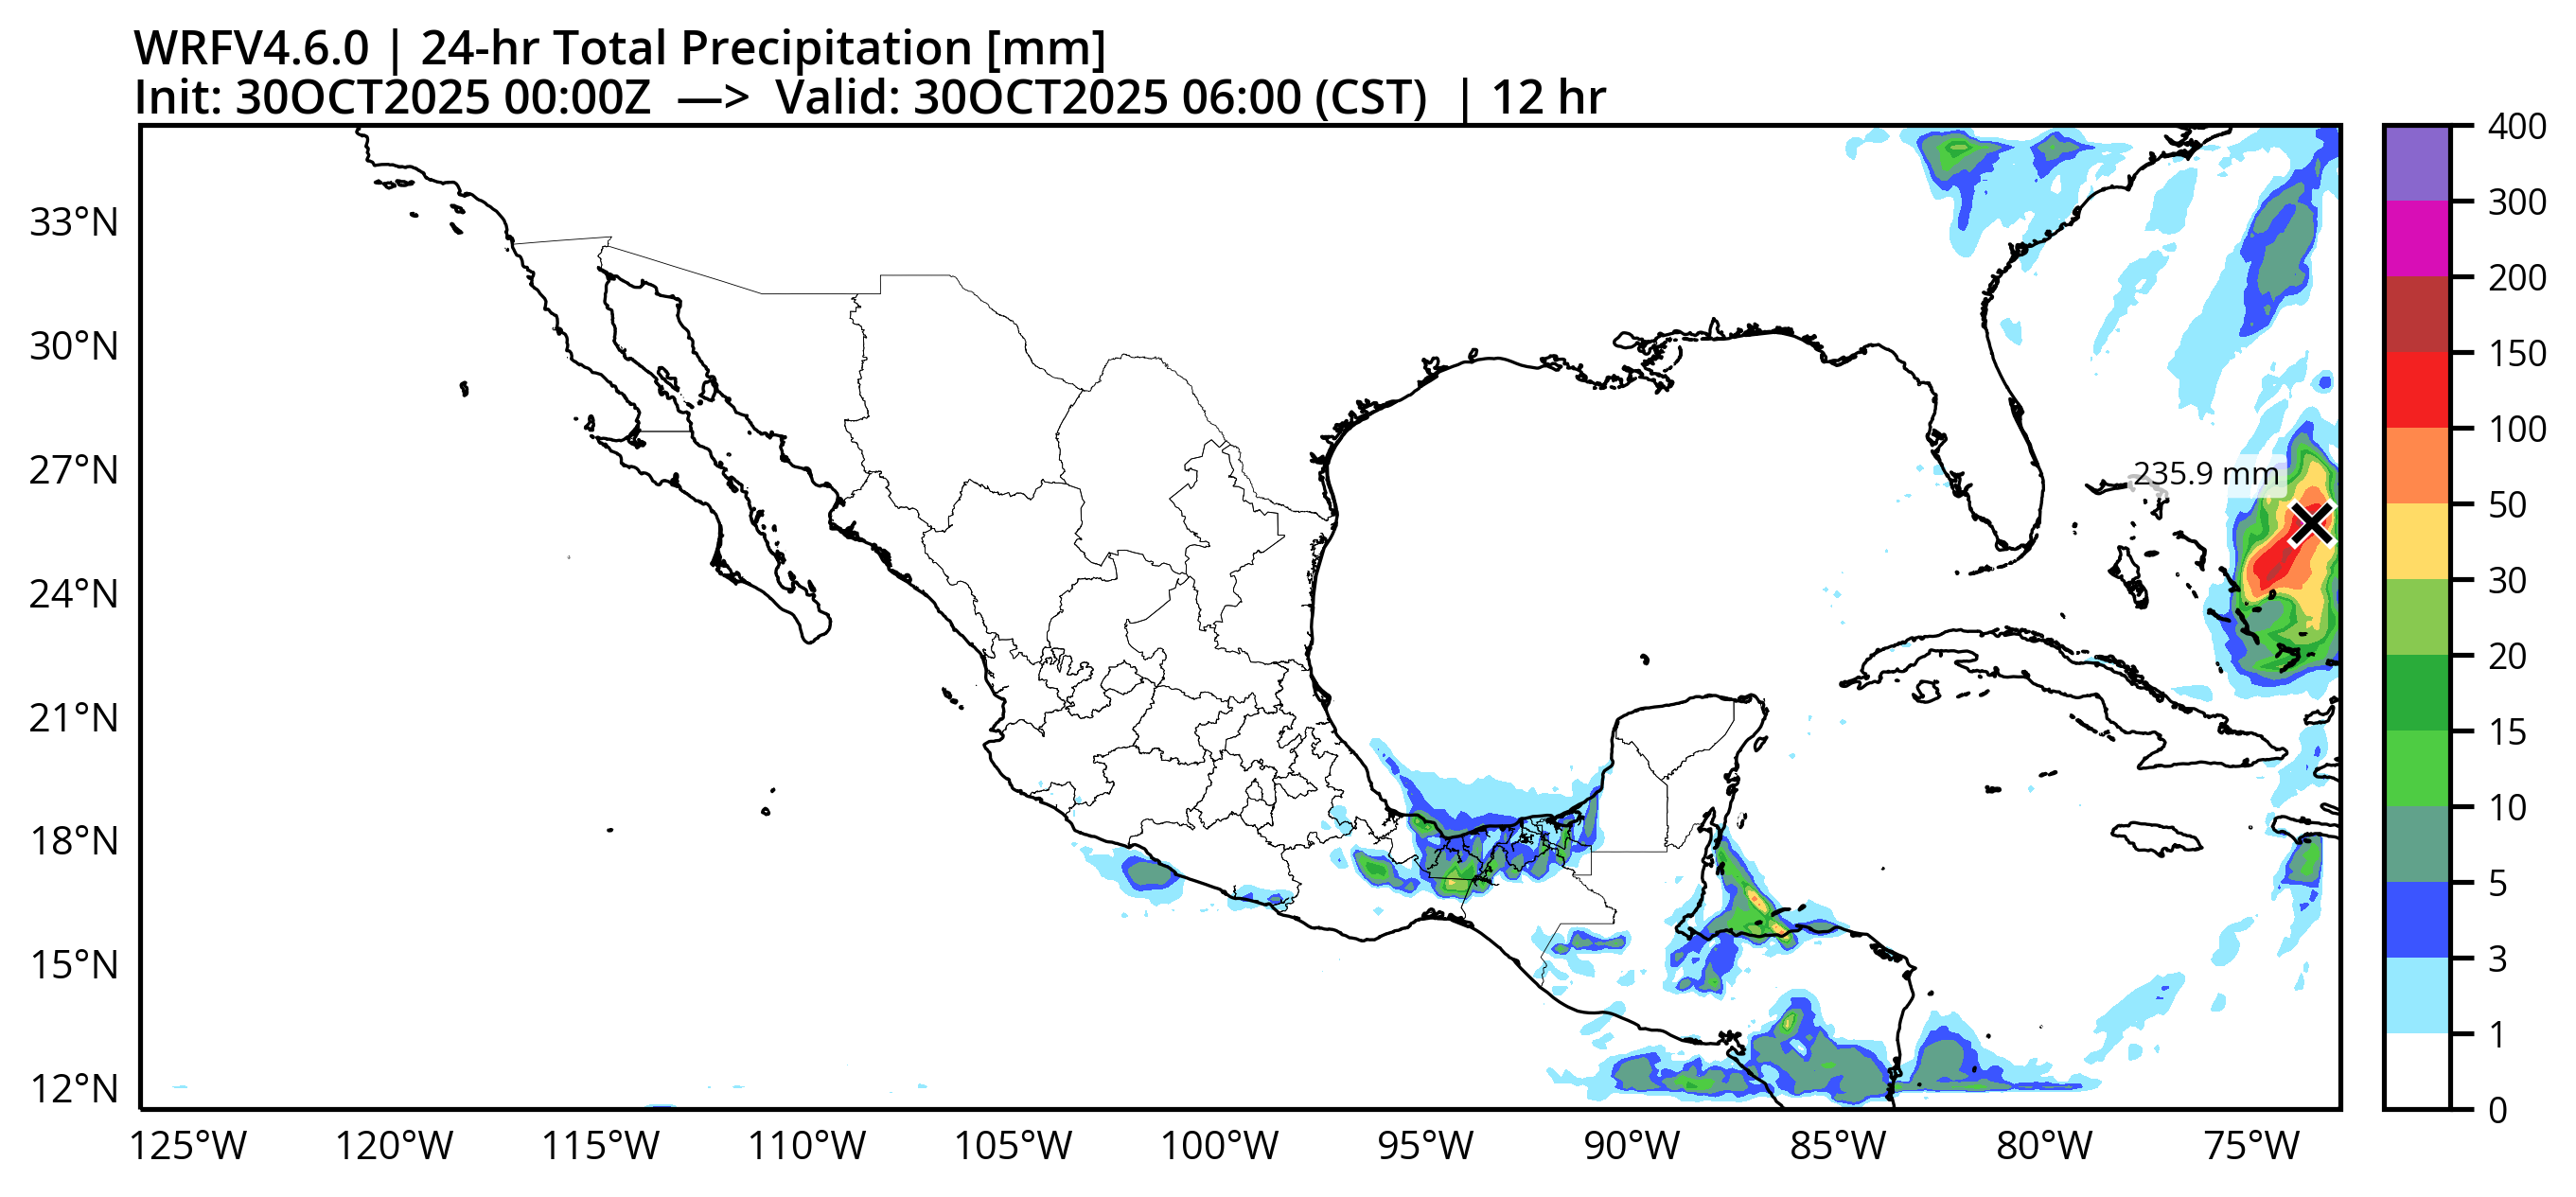 WRFV4.6.0 | 24-hr Total Precipitation [mm]
Init: 30OCT2025 00:00Z —> Valid: 30OCT2025 06:00 (CST) | 12 hr
33°N
30°N
27°N
24°N
21°N
18°N
15°N
12°N
235.9 mm
125°W
120°W
115°W
110°W
105°W
100°W
95°W
90°W
85°W
80°W
75°W
400
300
200
150
100
50
30
20
15
10
5
3
1
0